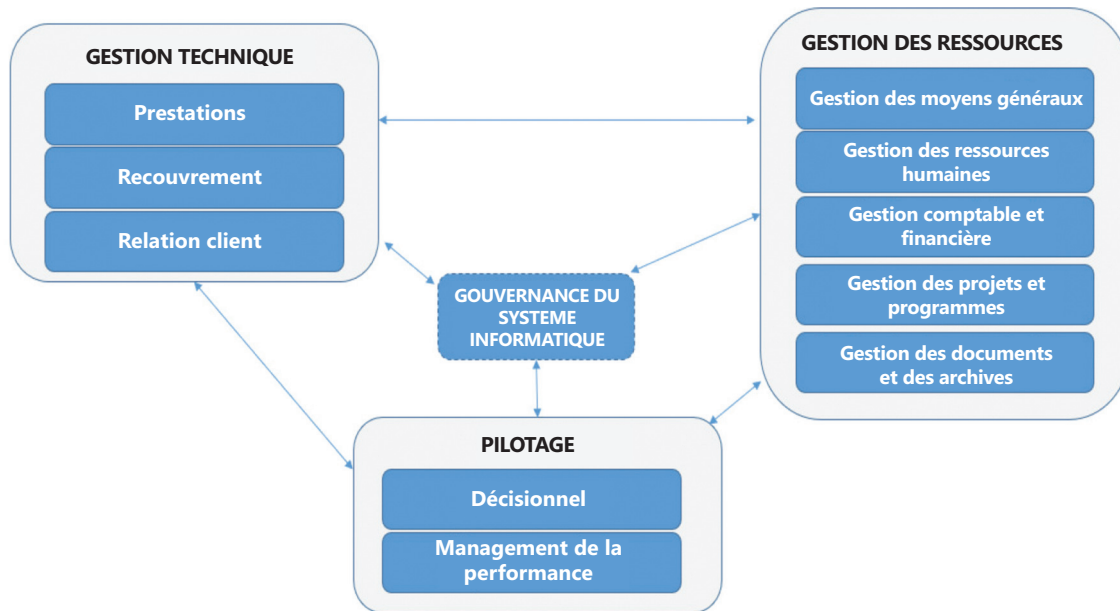 GESTION TECHNIQUE
Prestations
Recouvrement
Relation client
GESTION DES RESSOURCES
Gestion des moyens généraux
Gestion des ressources
humaines
Gestion comptable et
financière
Gestion des projets et
programmes
Gestion des documents
et des archives
GOUVERNANCE DU
SYSTEME
INFORMATIQUE
PILOTAGE
Décisionnel
Management de la
performance